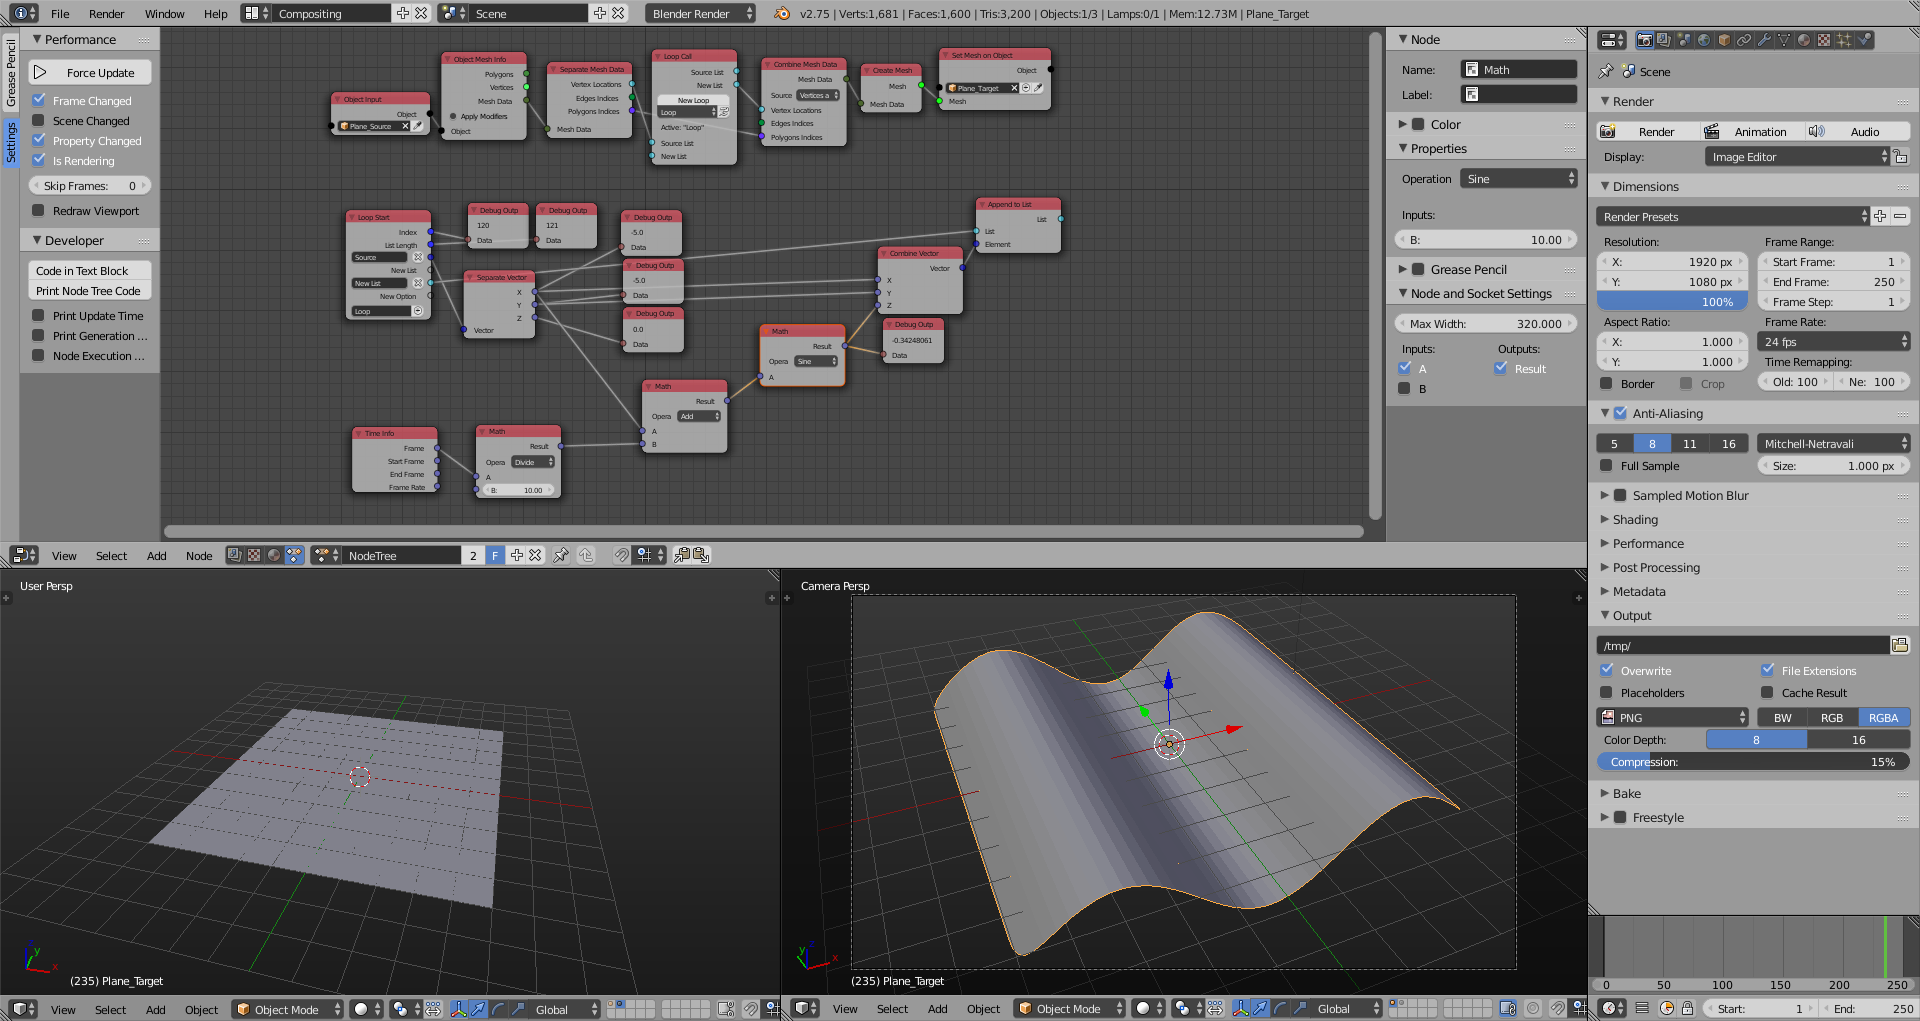 File Render Window Help Compositing Scene Blender Render v2.75 | Verts:1,681 | Faces:1,600 | Tris:3,200 | Objects:1/3 | Lamps:0/1 | Mem:12.73M | Plane_Target
Grease Pencil
Settings
Performance
Force Update
Frame Changed
Scene Changed
Property Changed
Is Rendering
Skip Frames: 0
Redraw Viewport
Developer
Code in Text Block
Print Node Tree Code
Print Update Time
Print Generation ...
Node Execution ...
Object Input
Object
Plane_Source
Object Mesh Info
Polygons
Vertices
Mesh Data
Apply Modifiers
Object
Separate Mesh Data
Vertex Locations
Edges Indices
Polygons Indices
Mesh Data
Loop Call
Source List
New List
New Loop
Loop
Active: "Loop"
Source List
New List
Combine Mesh Data
Mesh Data
Source Vertices a
Vertex Locations
Edges Indices
Polygons Indices
Create Mesh
Mesh
Mesh Data
Set Mesh on Object
Object
Plane_Target
Mesh
Loop Start
Index
List Length
Source
New List
New List
New Option
Loop
Debug Outp
120
Data
Debug Outp
121
Data
Debug Outp
-5.0
Data
Debug Outp
-5.0
Data
Debug Outp
0.0
Data
Separate Vector
X
Y
Z
Vector
Append to List
List
List
Element
Combine Vector
Vector
X
Y
Z
Debug Outp
-0.34248061
Data
Math
Result
Opera Sine
A
Math
Result
Opera Add
A
B
Time Info
Frame
Start Frame
End Frame
Frame Rate
Math
Result
Opera Divide
A
B: 10.00
Node
Name: Math
Label:
Color
Properties
Operation Sine
Inputs:
B: 10.00
Grease Pencil
Node and Socket Settings
Max Width: 320.000
Inputs: Outputs:
A Result
B
View Select Add Node NodeTree 2 F
User Persp
y
x
(235) Plane_Target
View Select Add Object Object Mode Global
Camera Persp
y
x
(235) Plane_Target
View Select Add Object Object Mode Global
Scene
Render
Render Animation Audio
Display: Image Editor
Dimensions
Render Presets
Resolution: Frame Range:
X: 1920 px Start Frame: 1
Y: 1080 px End Frame: 250
100% Frame Step: 1
Aspect Ratio: Frame Rate:
X: 1.000 24 fps
Y: 1.000 Time Remapping:
Border Crop Old: 100 Ne: 100
Anti-Aliasing
5 8 11 16 Mitchell-Netravali
Full Sample Size: 1.000 px
Sampled Motion Blur
Shading
Performance
Post Processing
Metadata
Output
/tmp/
Overwrite File Extensions
Placeholders Cache Result
PNG BW RGB RGBA
Color Depth: 8 16
Compression: 15%
Bake
Freestyle
0 50 100 150 200 250
Start: 1 End: 250